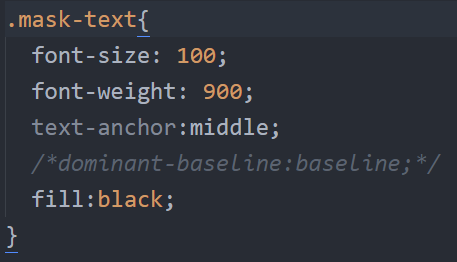 .mask-text{
font-size: 100;
font-weight: 900;
text-anchor:middle;
/*dominant-baseline:baseline;*/
fill:black;
}